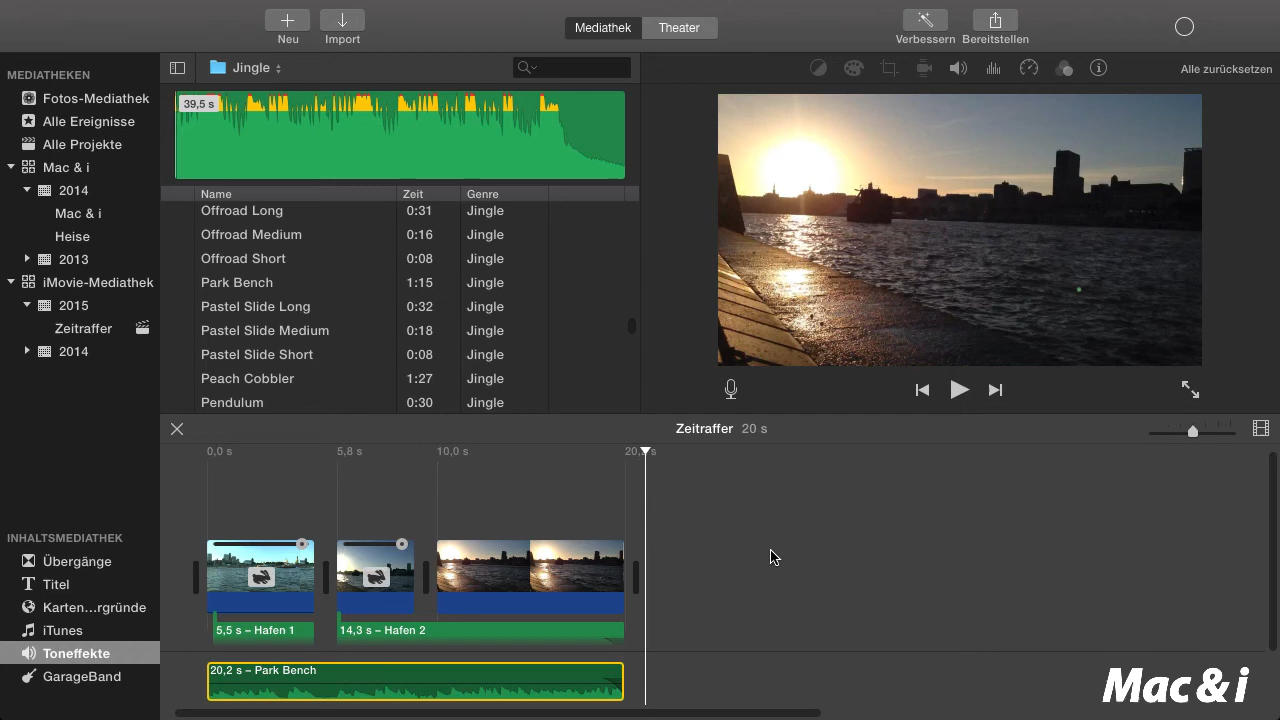 Neu
Import
Mediathek
Theater
Verbessern
Bereitstellen
MEDIATHEKEN
Fotos-Mediathek
Alle Ereignisse
Alle Projekte
Mac & i
2014
Mac & i
Heise
2013
iMovie-Mediathek
2015
Zeitraffer
2014
INHALTSMEDIATHEK
Übergänge
Titel
Karten...rgründe
iTunes
Toneffekte
GarageBand
Jingle
39,5 s
Name Zeit Genre
Offroad Long 0:31 Jingle
Offroad Medium 0:16 Jingle
Offroad Short 0:08 Jingle
Park Bench 1:15 Jingle
Pastel Slide Long 0:32 Jingle
Pastel Slide Medium 0:18 Jingle
Pastel Slide Short 0:08 Jingle
Peach Cobbler 1:27 Jingle
Pendulum 0:30 Jingle
Alle zurücksetzen
Zeitraffer 20 s
0,0 s
5,8 s
10,0 s
5,5 s – Hafen 1
14,3 s – Hafen 2
20,2 s – Park Bench
Mac & i